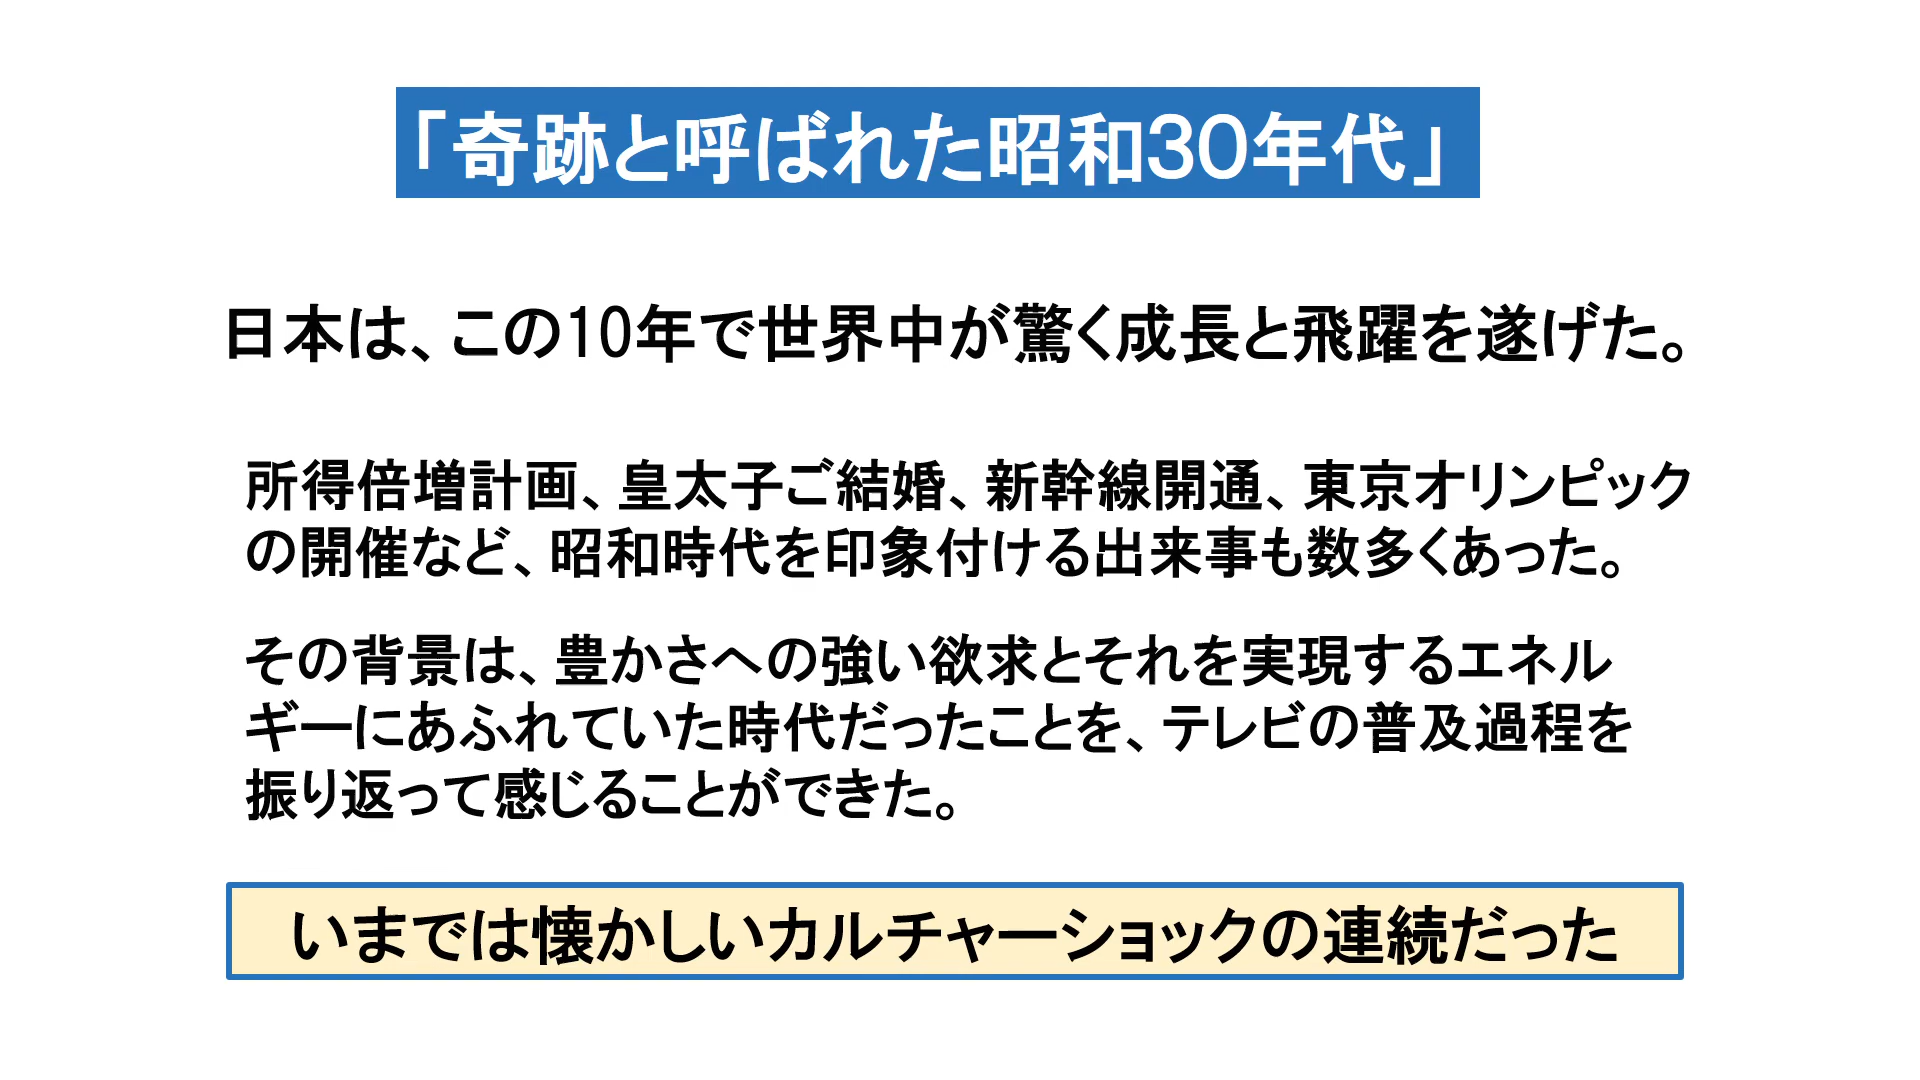 「奇跡と呼ばれた昭和30年代」
日本は、この10年で世界中が驚く成長と飛躍を遂げた。
所得倍増計画、皇太子ご結婚、新幹線開通、東京オリンピック
の開催など、昭和時代を印象付ける出来事も数多くあった。
その背景は、豊かさへの強い欲求とそれを実現するエネル
ギーにあふれていた時代だったことを、テレビの普及過程を
振り返って感じることができた。
いまでは懐かしいカルチャーショックの連続だった